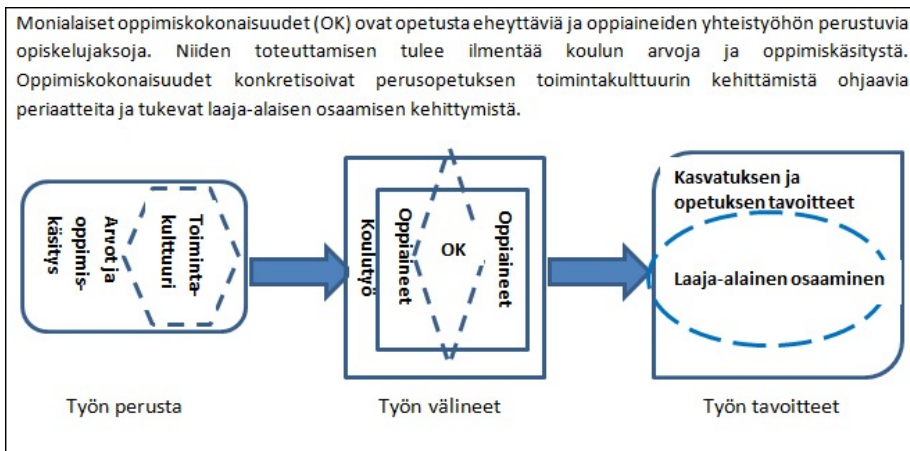 Monialaiset oppimiskokonaisuudet (OK) ovat opetusta eheyttäviä ja oppiaineiden yhteistyöhön perustuvia
opiskelujaksoja. Niiden toteuttamisen tulee ilmentää koulun arvoja ja oppimiskäsitystä.
Oppimiskokonaisuudet konkretisoivat perusopetuksen toimintakulttuurin kehittämistä ohjaavia
periaatteita ja tukevat laaja-alaisen osaamisen kehittymistä.
Arvot ja
oppimis-
käsitys
Toiminta-
kulttuuri
Koulutyö
Oppiaineet
OK
Oppiaineet
Kasvatuksen ja
opetuksen tavoitteet
Laaja-alainen osaaminen
Työn perusta
Työn välineet
Työn tavoitteet